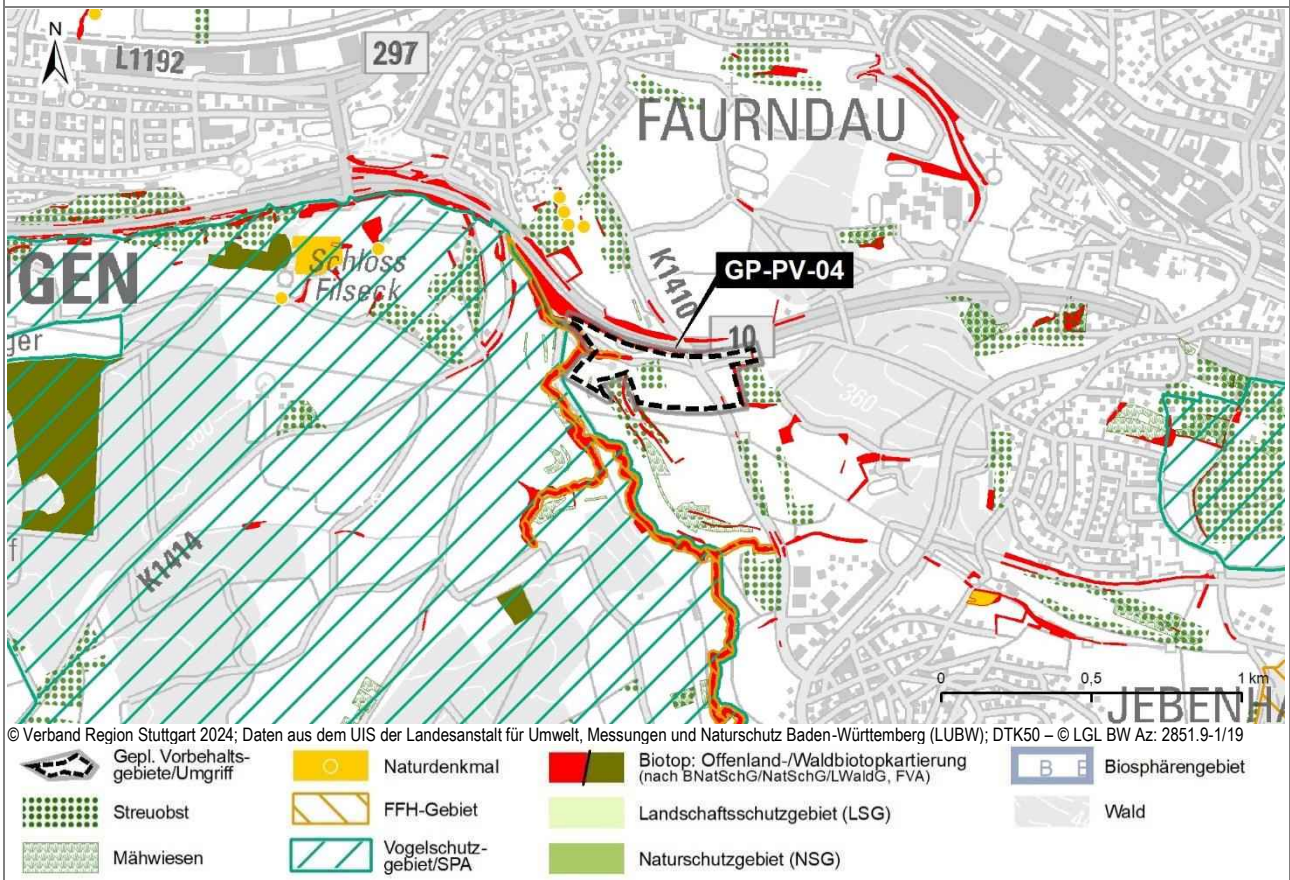 N
L1192
297
FAURNDAU
Schloss
Filseck
GEN
K1410
GP-PV-04
10
ger
360
360
K1414
f
0 0,5 1 km
JEBENHA
© Verband Region Stuttgart 2024; Daten aus dem UIS der Landesanstalt für Umwelt, Messungen und Naturschutz Baden-Württemberg (LUBW); DTK50 – © LGL BW Az: 2851.9-1/19
Gepl. Vorbehalts-
gebiete/Umgriff
Streuobst
Mähwiesen
Naturdenkmal
FFH-Gebiet
Vogelschutz-
gebiet/SPA
Biotop: Offenland-/Waldbiotopkartierung
(nach BNatSchG/NatSchG/LWaldG, FVA)
Landschaftsschutzgebiet (LSG)
Naturschutzgebiet (NSG)
B B Biosphärengebiet
Wald